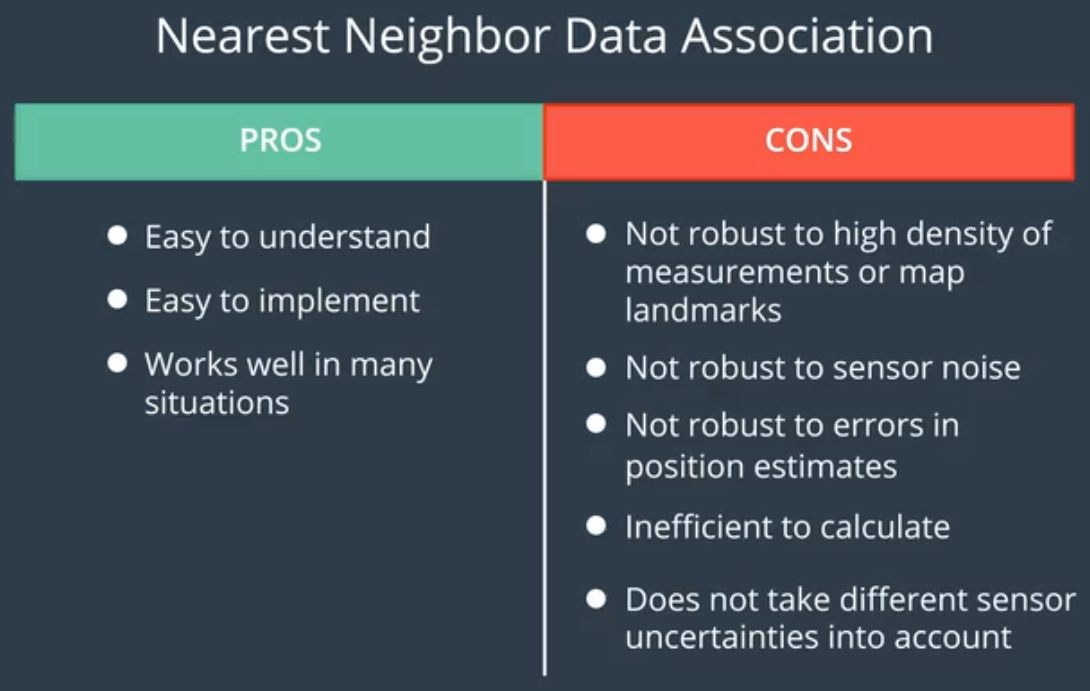 Nearest Neighbor Data Association
PROS
Easy to understand
Easy to implement
Works well in many
situations
CONS
Not robust to high density of
measurements or map
landmarks
Not robust to sensor noise
Not robust to errors in
position estimates
Inefficient to calculate
Does not take different sensor
uncertainties into account